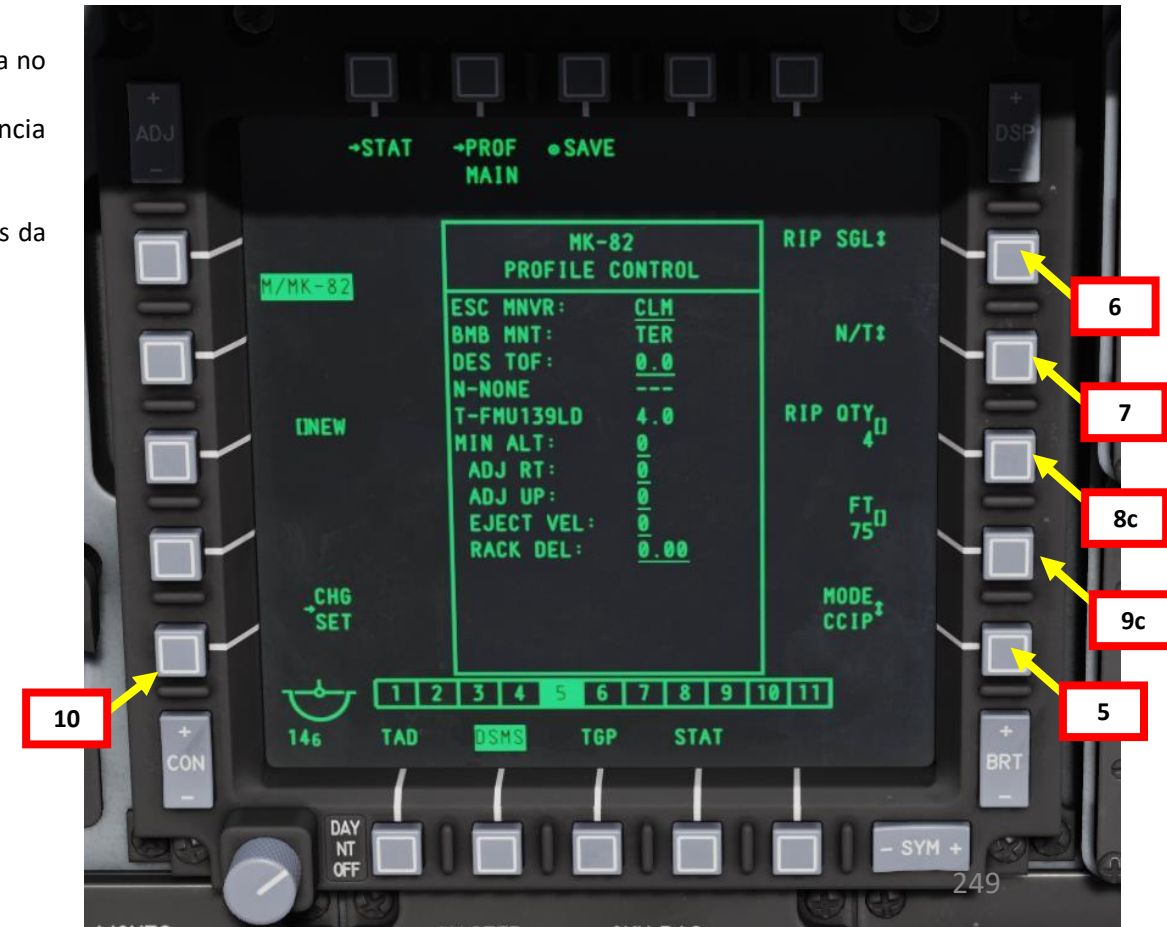 a no
ncia
s da
+
ADJ
-
+
DSP
-
→STAT →PROF ●SAVE
MAIN
MK-82
PROFILE CONTROL
M/MK-82
ESC MNVR: CLM
BMB MNT: TER
DES TOF: 0.0
N-NONE ---
T-FMU139LD 4.0
MIN ALT: 0
ADJ RT: 0
ADJ UP: 0
EJECT VEL: 0
RACK DEL: 0.00
[]NEW
→CHG
SET
RIP SGL↕
N/T↕
RIP QTY[]
4
FT[]
75
MODE↕
CCIP
6
7
8c
9c
5
10
1 2 3 4 5 6 7 8 9 10 11
146 TAD DSMS TGP STAT
+
CON
-
+
BRT
-
DAY
NT
OFF
- SYM +
249